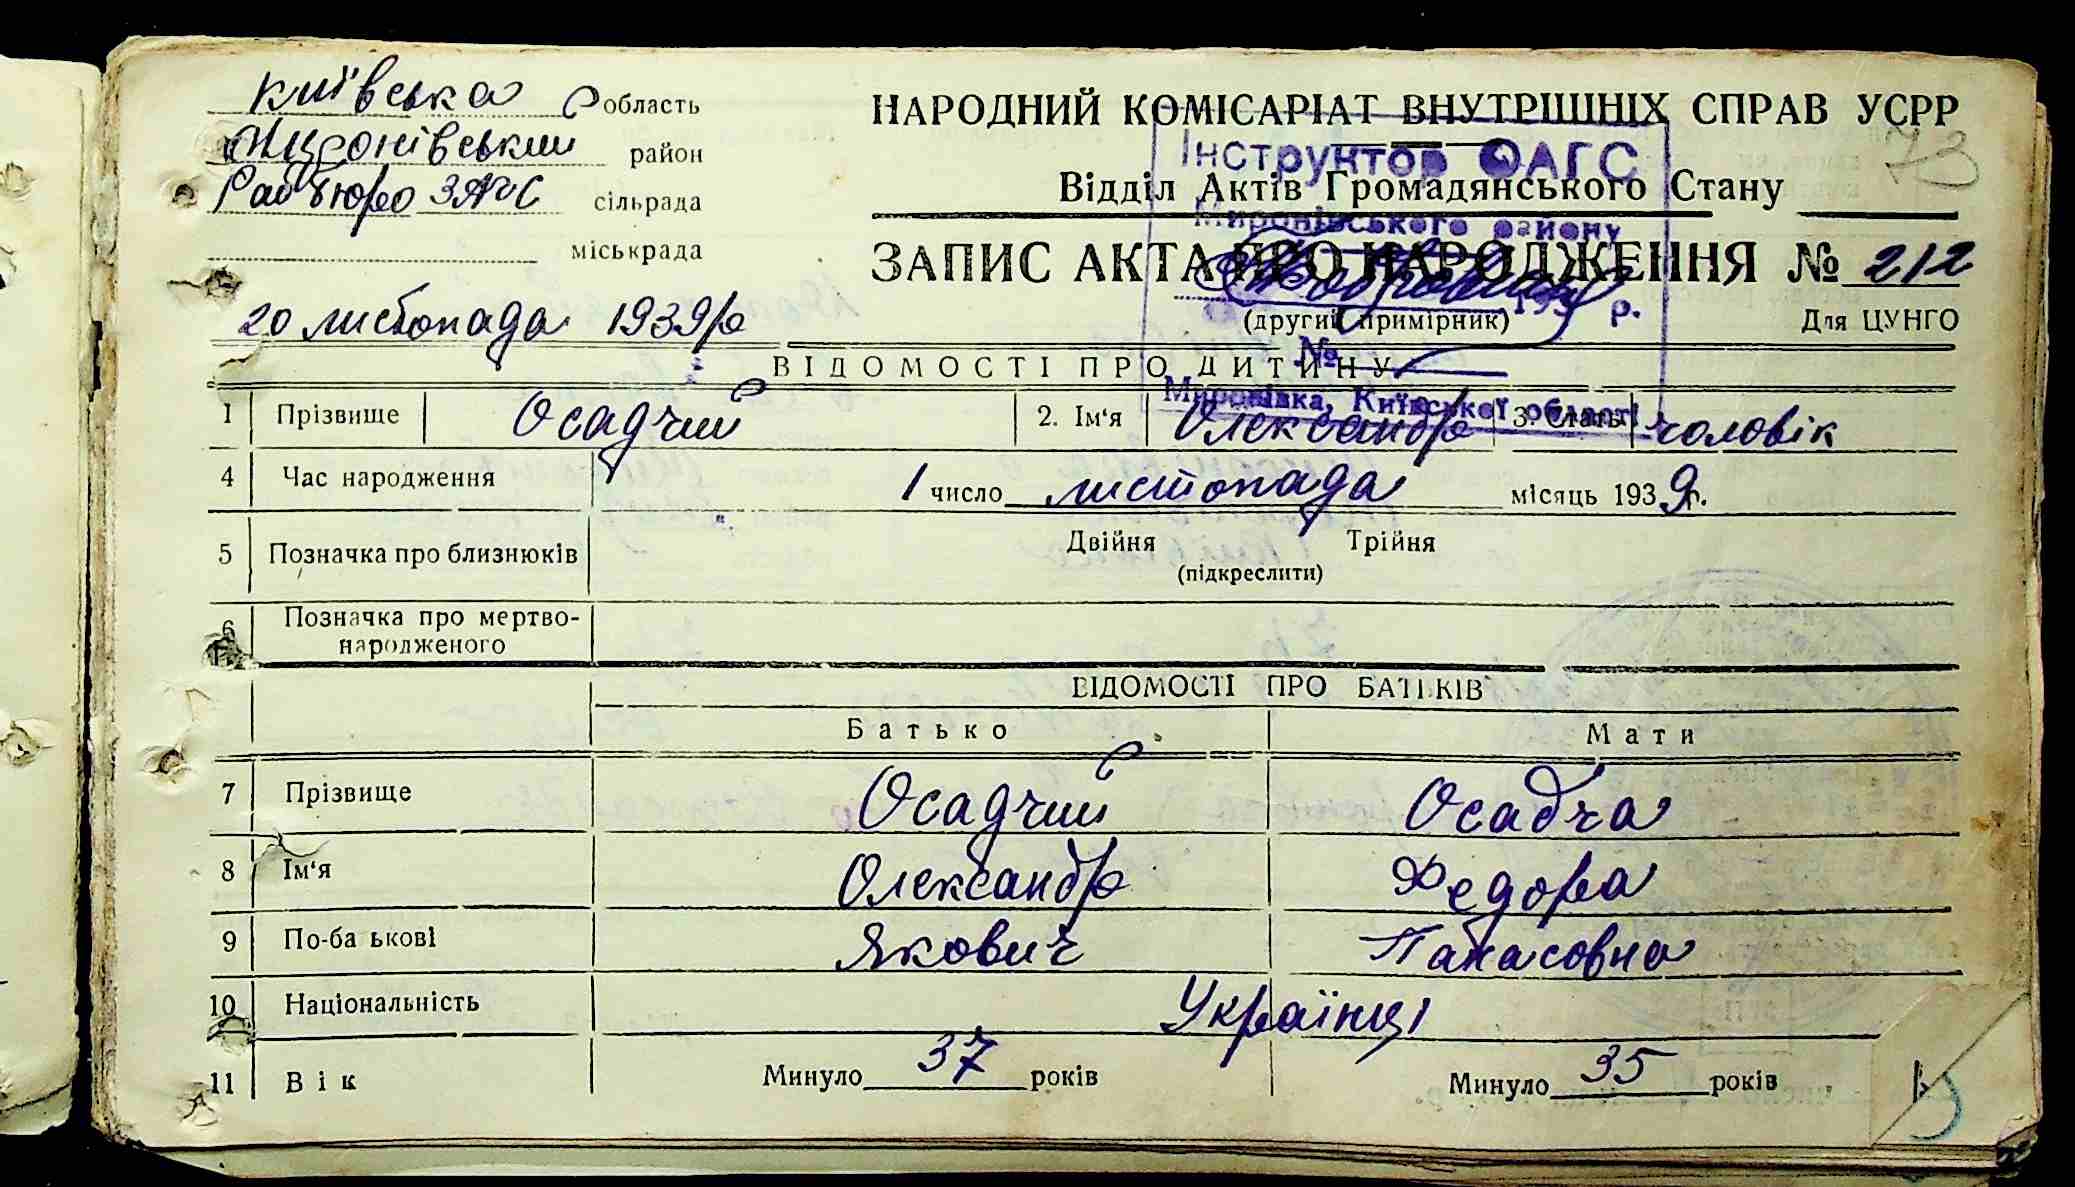 Київська область
Миронівський район
Рай бюро ЗАГС сільрада
міськрада
20 листопада 1939 р
НАРОДНИЙ КОМІСАРІАТ ВНУТРІШНІХ СПРАВ УСРР
73
Відділ Актів Громадянського Стану
ЗАПИС АКТА ПРО НАРОДЖЕННЯ № 212
(другий примірник) Для ЦУНГО
Інструктор ОАГС
Миронівського району
193 р.
№
Миронівка, Київської області
ВІДОМОСТІ ПРО ДИТИНУ
1 Прізвище Осадчий 2. Ім'я Олександр 3. Стать чоловік
4 Час народження 1 число листопада місяць 1939 р.
5 Позначка про близнюків Двійня Трійня
(підкреслити)
6 Позначка про мертво-
народженого
ВІДОМОСТІ ПРО БАТЬКІВ
Батько Мати
7 Прізвище Осадчий Осадча
8 Ім'я Олександр Федора
9 По-ба ькові Якович Панасовна
10 Національність Українці
11 Вік Минуло 37 років Минуло 35 років